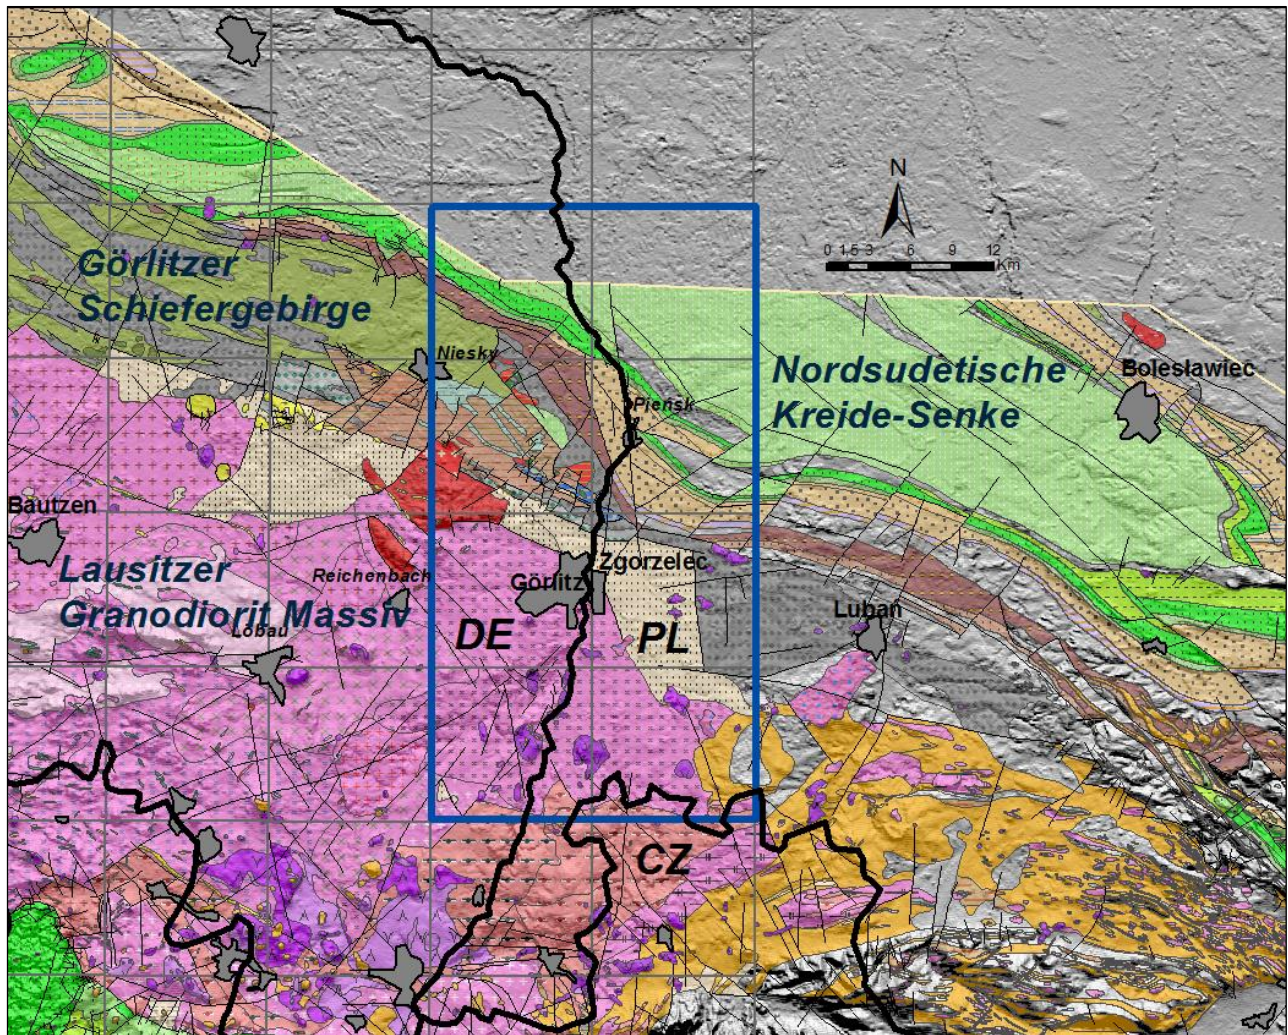 N
0 1,5 3 6 9 12
Km
Görlitzer
Schiefergebirge
Niesky
Nordsudetische
Kreide-Senke
Bolesławiec
Pieńsk
Bautzen
Lausitzer
Granodiorit Massiv
Reichenbach
Löbau
Görlitz
Zgorzelec
Lubań
DE
PL
CZ